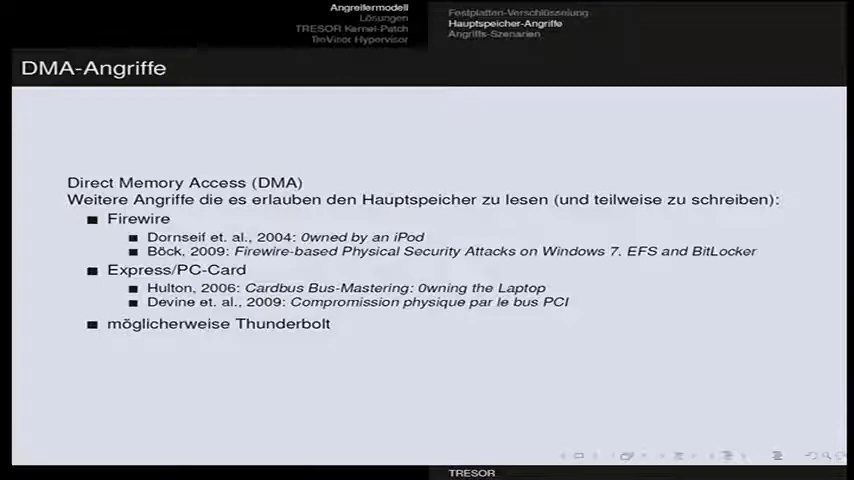 Angreifermodell
Lösungen
TRESOR Kernel-Patch
TreVisor Hypervisor
Festplatten-Verschlüsselung
Hauptspeicher-Angriffe
Angriffs-Szenarien
DMA-Angriffe
Direct Memory Access (DMA)
Weitere Angriffe die es erlauben den Hauptspeicher zu lesen (und teilweise zu schreiben):
Firewire
Dornseif et. al., 2004: 0wned by an iPod
Böck, 2009: Firewire-based Physical Security Attacks on Windows 7, EFS and BitLocker
Express/PC-Card
Hulton, 2006: Cardbus Bus-Mastering: 0wning the Laptop
Devine et. al., 2009: Compromission physique par le bus PCI
möglicherweise Thunderbolt
TRESOR